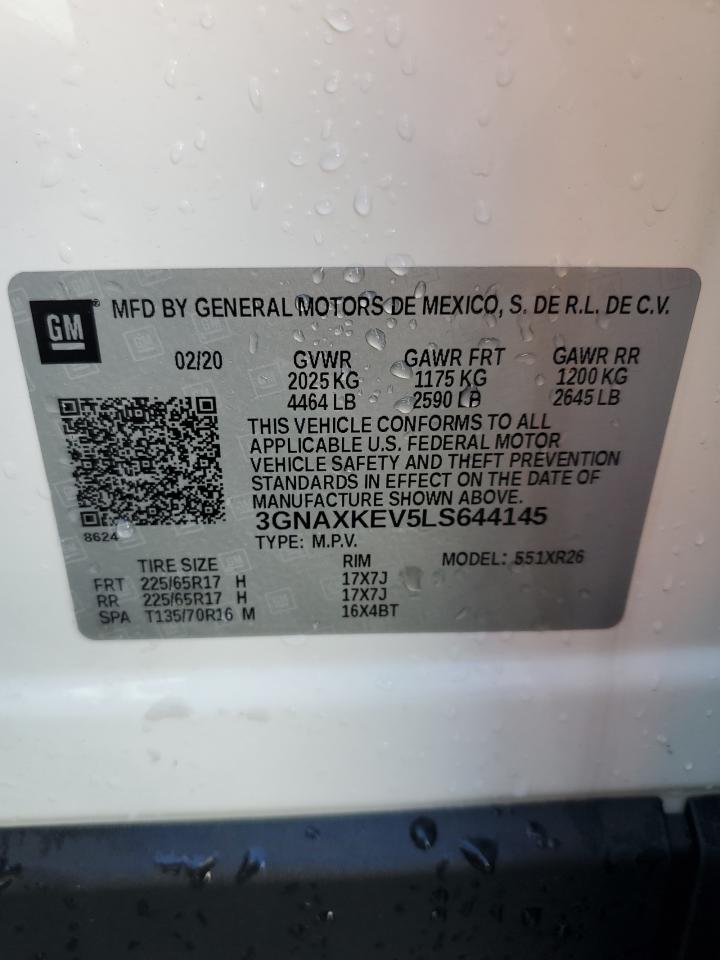 GM® MFD BY GENERAL MOTORS DE MEXICO, S. DE R.L. DE C.V.
02/20 GVWR GAWR FRT GAWR RR
2025 KG 1175 KG 1200 KG
4464 LB 2590 LB 2645 LB
THIS VEHICLE CONFORMS TO ALL
APPLICABLE U.S. FEDERAL MOTOR
VEHICLE SAFETY AND THEFT PREVENTION
STANDARDS IN EFFECT ON THE DATE OF
MANUFACTURE SHOWN ABOVE.
3GNAXKEV5LS644145
8624 TYPE: M.P.V.
TIRE SIZE RIM MODEL: 551XR26
FRT 225/65R17 H 17X7J
RR 225/65R17 H 17X7J
SPA T135/70R16 M 16X4BT